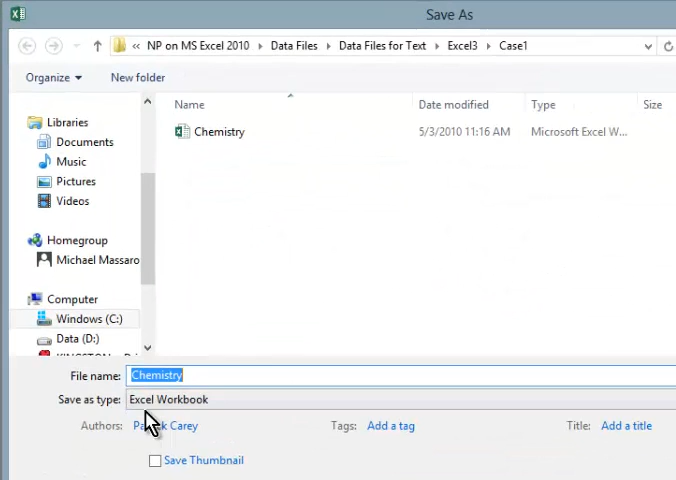 Save As
« NP on MS Excel 2010 Data Files Data Files for Text Excel3 Case1
Organize New folder
Name Date modified Type Size
Libraries
Chemistry 5/3/2010 11:16 AM Microsoft Excel W...
Documents
Music
Pictures
Videos
Homegroup
Michael Massaro
Computer
Windows (C:)
Data (D:)
File name: Chemistry
Save as type: Excel Workbook
Authors: Carey Tags: Add a tag Title: Add a title
Save Thumbnail